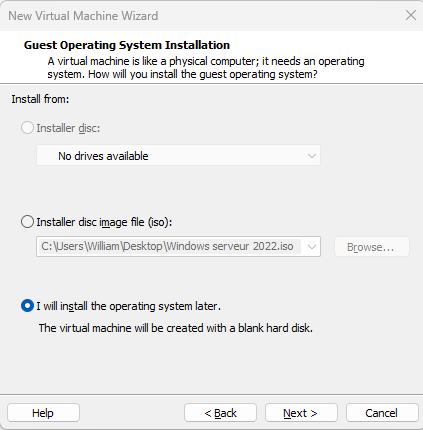 New Virtual Machine Wizard
Guest Operating System Installation
A virtual machine is like a physical computer; it needs an operating
system. How will you install the guest operating system?
Install from:
Installer disc:
No drives available
Installer disc image file (iso):
C:\Users\William\Desktop\Windows serveur 2022.iso
Browse...
I will install the operating system later.
The virtual machine will be created with a blank hard disk.
Help
< Back
Next >
Cancel